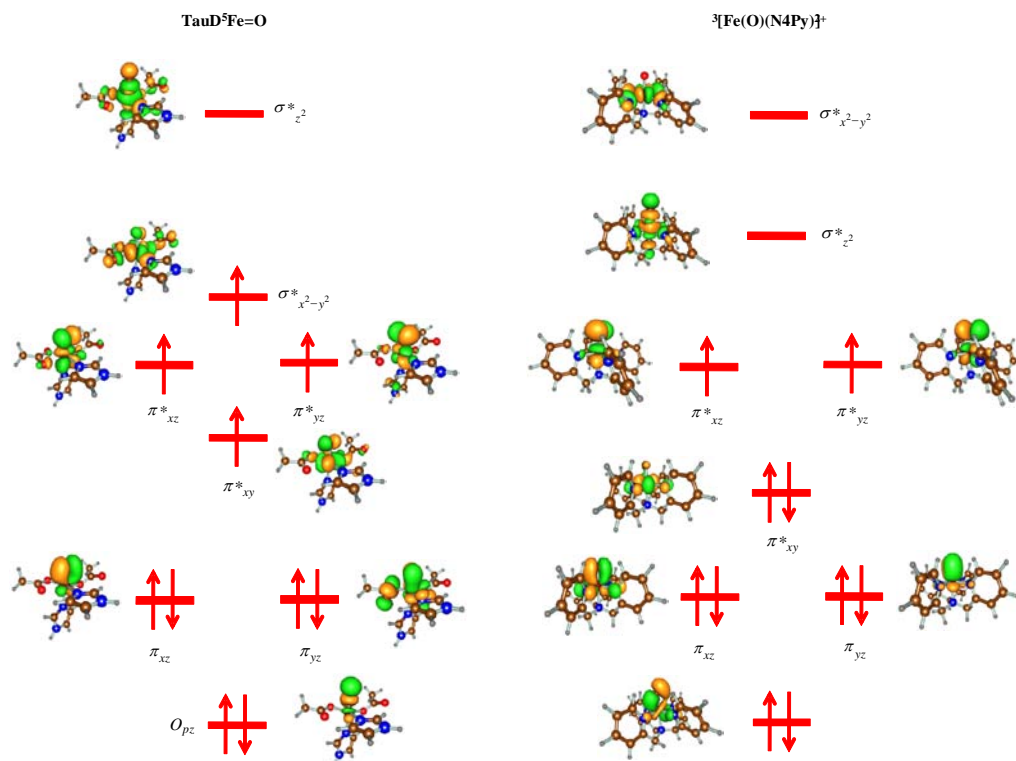 TauD⁵Fe=O
³[Fe(O)(N4Py)]²⁺
σ*z²
σ*x²−y²
σ*z²
σ*x²−y²
π*xz
π*yz
π*xz
π*yz
π*xy
π*xy
πxz
πyz
πxz
πyz
Opz